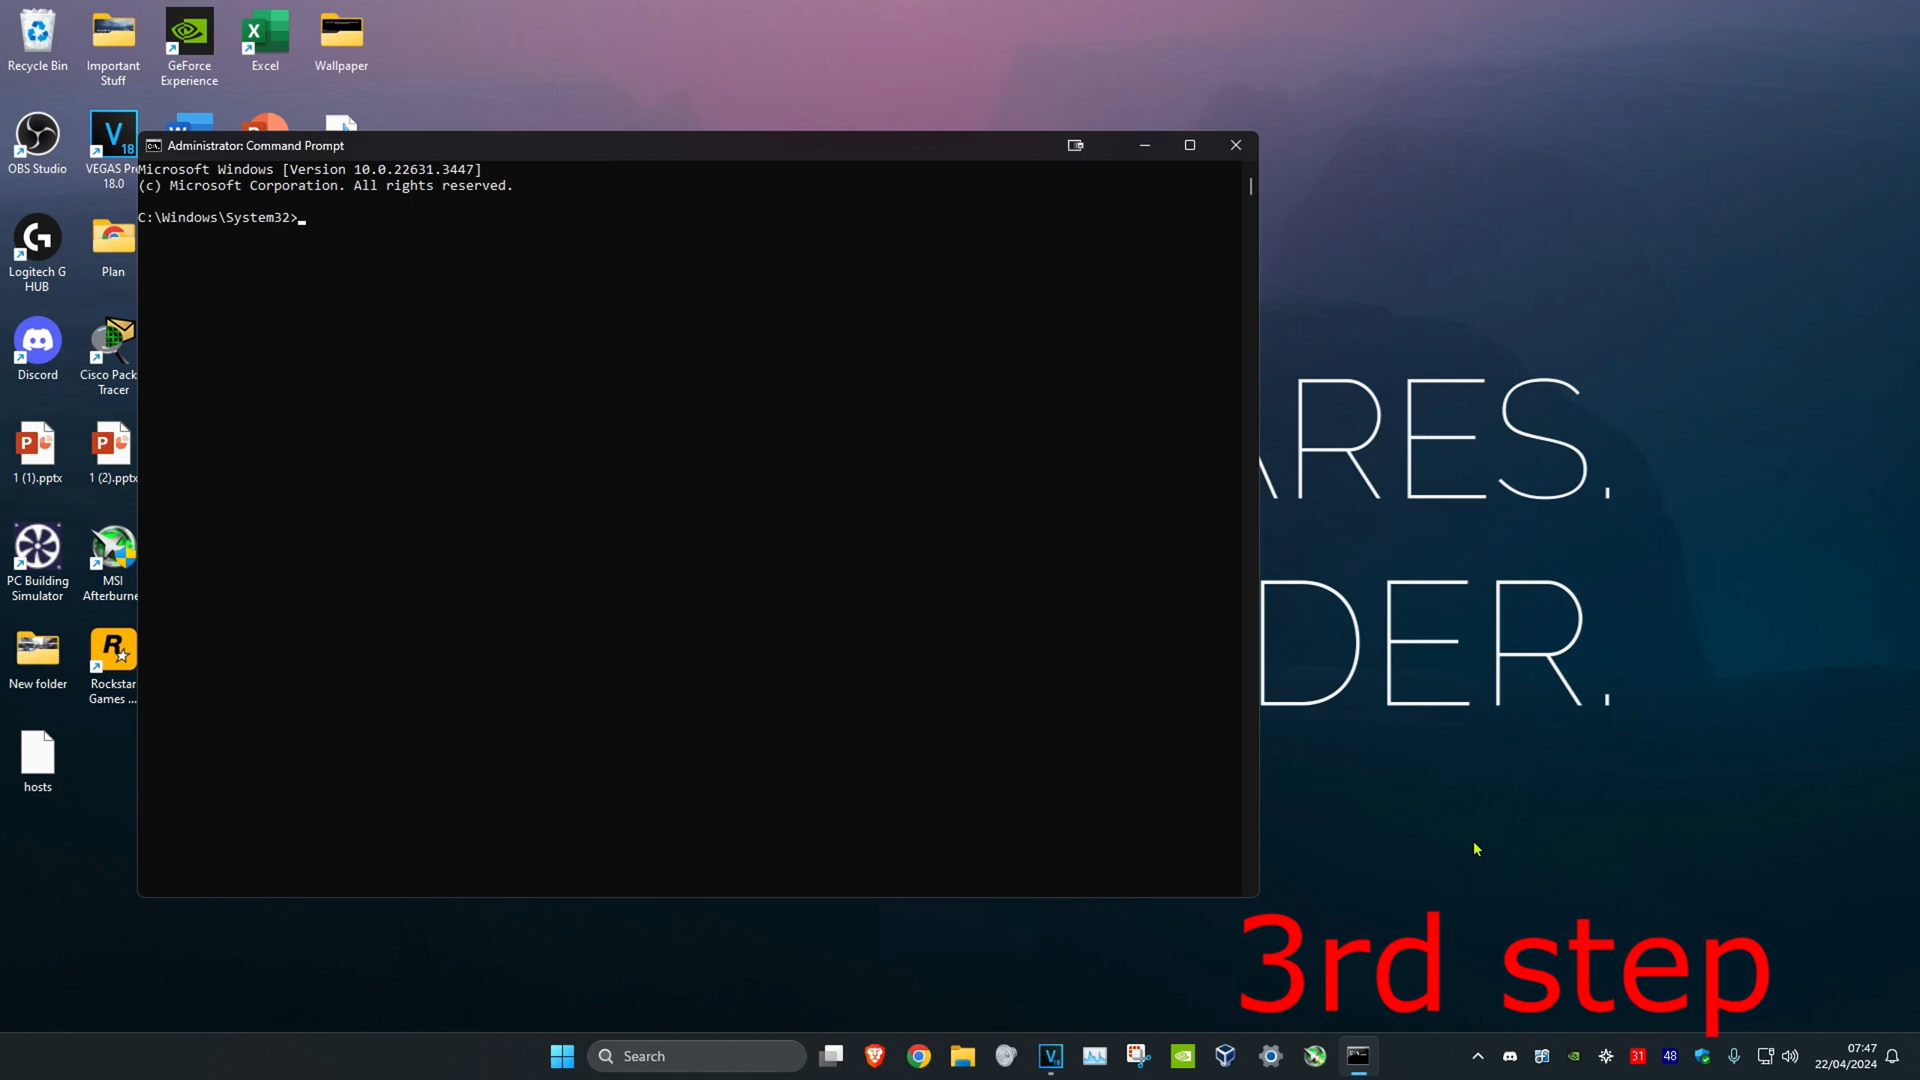 Recycle Bin
Important
Stuff
GeForce
Experience
Excel
Wallpaper
OBS Studio
VEGAS Pr
18.0
Administrator: Command Prompt
Microsoft Windows [Version 10.0.22631.3447]
(c) Microsoft Corporation. All rights reserved.
C:\Windows\System32>
Logitech G
HUB
Plan
Discord
Cisco Pack
Tracer
ARES.
1 (1).pptx
1 (2).pptx
PC Building
Simulator
MSI
Afterburne
DER.
New folder
Rockstar
Games ...
hosts
3rd step
Search
31
48
07:47
22/04/2024